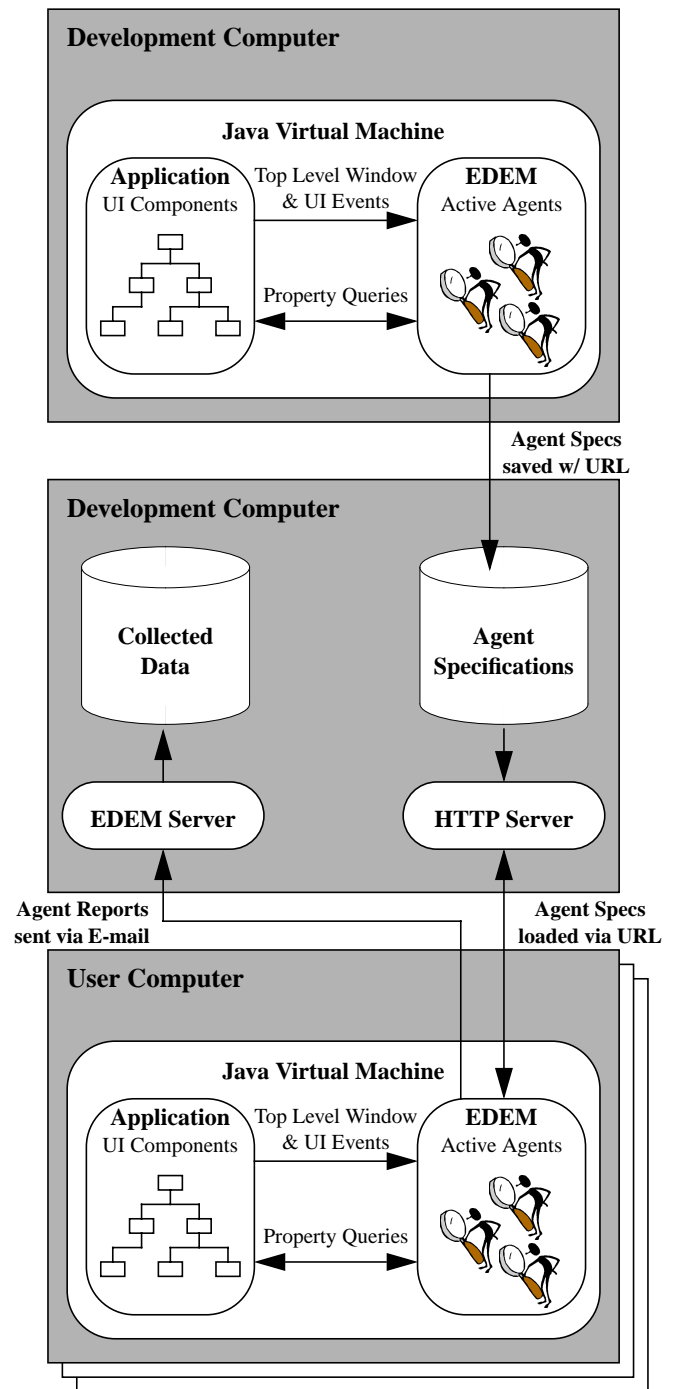 Development Computer
Java Virtual Machine
Application
UI Components
Top Level Window
& UI Events
Property Queries
EDEM
Active Agents
Agent Specs
saved w/ URL
Development Computer
Collected
Data
Agent
Specifications
EDEM Server
HTTP Server
Agent Reports
sent via E-mail
Agent Specs
loaded via URL
User Computer
Java Virtual Machine
Application
UI Components
Top Level Window
& UI Events
Property Queries
EDEM
Active Agents